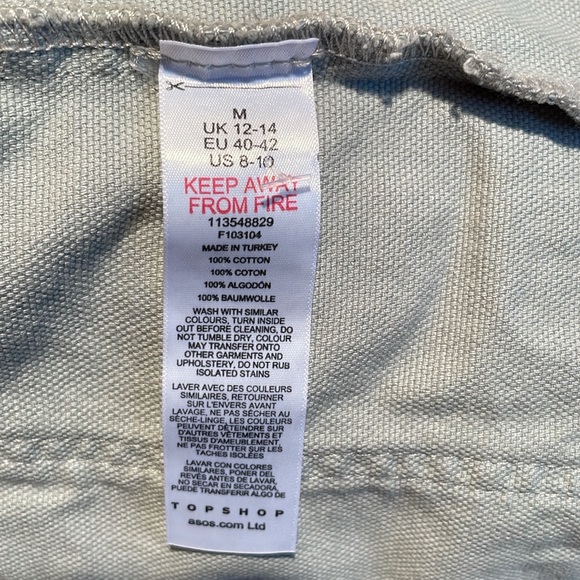 M
UK 12-14
EU 40-42
US 8-10
KEEP AWAY
FROM FIRE
113548829
F103104
MADE IN TURKEY
100% COTTON
100% COTON
100% ALGODÓN
100% BAUMWOLLE
WASH WITH SIMILAR
COLOURS, TURN INSIDE
OUT BEFORE CLEANING, DO
NOT TUMBLE DRY, COLOUR
MAY TRANSFER ONTO
OTHER GARMENTS AND
UPHOLSTERY, DO NOT RUB
ISOLATED STAINS
LAVER AVEC DES COULEURS
SIMILAIRES, RETOURNER
SUR L'ENVERS AVANT
LAVAGE, NE PAS SÉCHER AU
SÈCHE-LINGE, LES COULEURS
PEUVENT DÉTEINDRE SUR
D'AUTRES VÊTEMENTS ET
TISSUS D'AMEUBLEMENT,
NE PAS FROTTER SUR LES
TACHES ISOLÉES
LAVAR CON COLORES
SIMILARES, PONER DEL
REVÉS ANTES DE LAVAR,
NO SECAR EN SECADORA,
PUEDE TRANSFERIR ALGO DE
TOPSHOP
asos.com Ltd